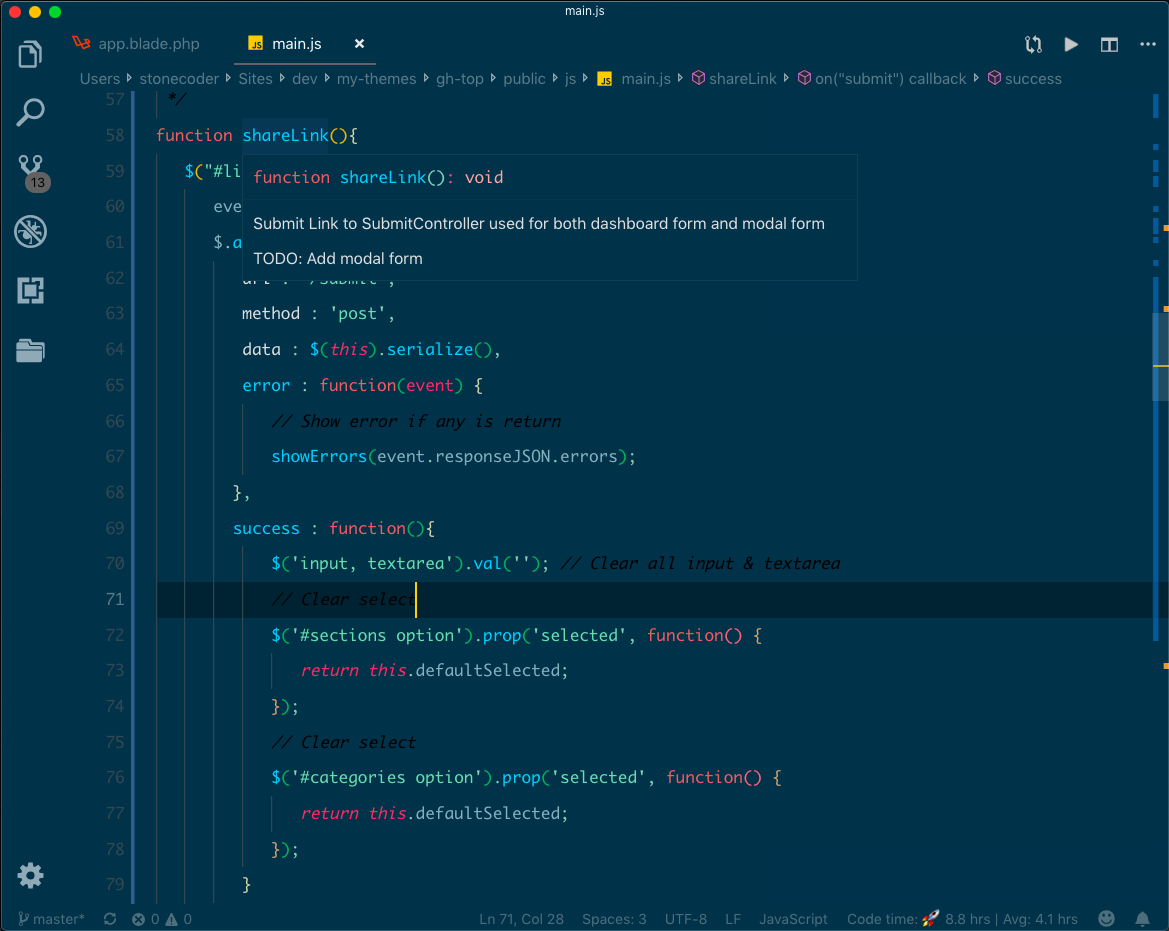 main.js
app.blade.php
JS main.js ×
Users stonecoder Sites dev my-themes gh-top public js JS main.js shareLink on("submit") callback success
57 */
58 function shareLink(){
59 $("#li
function shareLink(): void
60 eve
Submit Link to SubmitController used for both dashboard form and modal form
61 $.a
TODO: Add modal form
62 url : '/submit',
63 method : 'post',
64 data : $(this).serialize(),
65 error : function(event) {
66 // Show error if any is return
67 showErrors(event.responseJSON.errors);
68 },
69 success : function(){
70 $('input, textarea').val(''); // Clear all input & textarea
71 // Clear select
72 $('#sections option').prop('selected', function() {
73 return this.defaultSelected;
74 });
75 // Clear select
76 $('#categories option').prop('selected', function() {
77 return this.defaultSelected;
78 });
79 }
13
master* 0 0 Ln 71, Col 28 Spaces: 3 UTF-8 LF JavaScript Code time: 🚀 8.8 hrs | Avg: 4.1 hrs